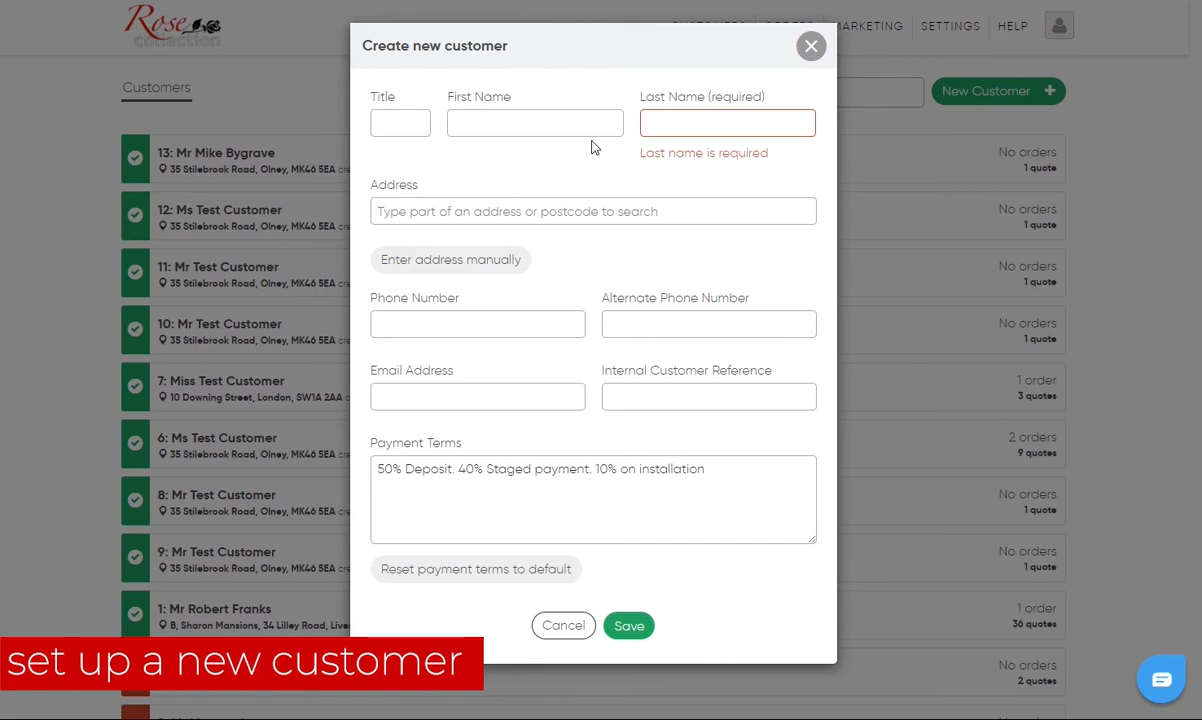 Rose
collection
CUSTOMERS
ORDERS
MARKETING
SETTINGS
HELP
Create new customer
Customers
New Customer +
Title
First Name
Last Name (required)
Last name is required
Address
Type part of an address or postcode to search
Enter address manually
Phone Number
Alternate Phone Number
Email Address
Internal Customer Reference
Payment Terms
50% Deposit. 40% Staged payment. 10% on installation
Reset payment terms to default
Cancel
Save
13: Mr Mike Bygrave
35 Stilebrook Road, Olney, MK46 5EA
No orders
1 quote
12: Ms Test Customer
35 Stilebrook Road, Olney, MK46 5EA
No orders
1 quote
11: Mr Test Customer
35 Stilebrook Road, Olney, MK46 5EA
No orders
1 quote
10: Mr Test Customer
35 Stilebrook Road, Olney, MK46 5EA
No orders
1 quote
7: Miss Test Customer
10 Downing Street, London, SW1A 2AA
1 order
3 quotes
6: Ms Test Customer
35 Stilebrook Road, Olney, MK46 5EA
2 orders
9 quotes
8: Mr Test Customer
35 Stilebrook Road, Olney, MK46 5EA
No orders
1 quote
9: Mr Test Customer
35 Stilebrook Road, Olney, MK46 5EA
No orders
1 quote
1: Mr Robert Franks
B, Sharon Mansions, 34 Lilley Road,
1 order
36 quotes
No orders
2 quotes
set up a new customer